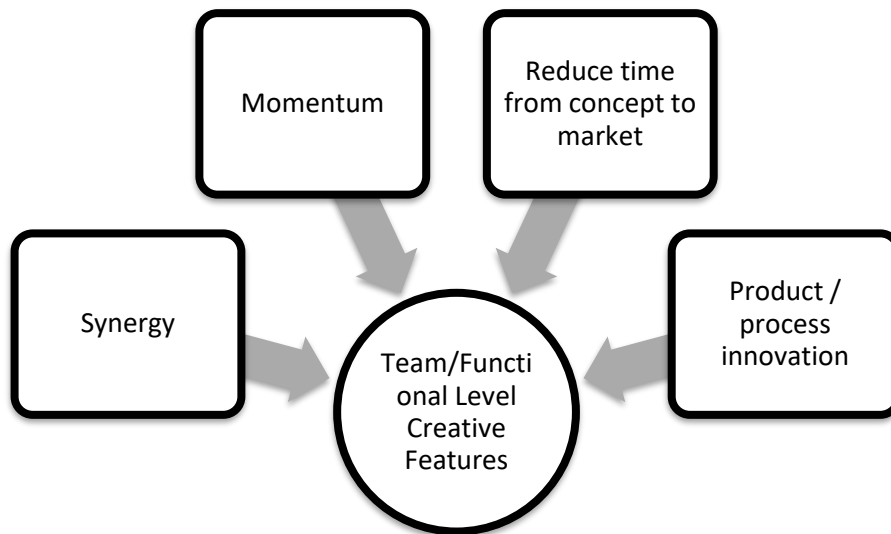 Momentum
Reduce time
from concept to
market
Synergy
Product /
process
innovation
Team/Functi
onal Level
Creative
Features